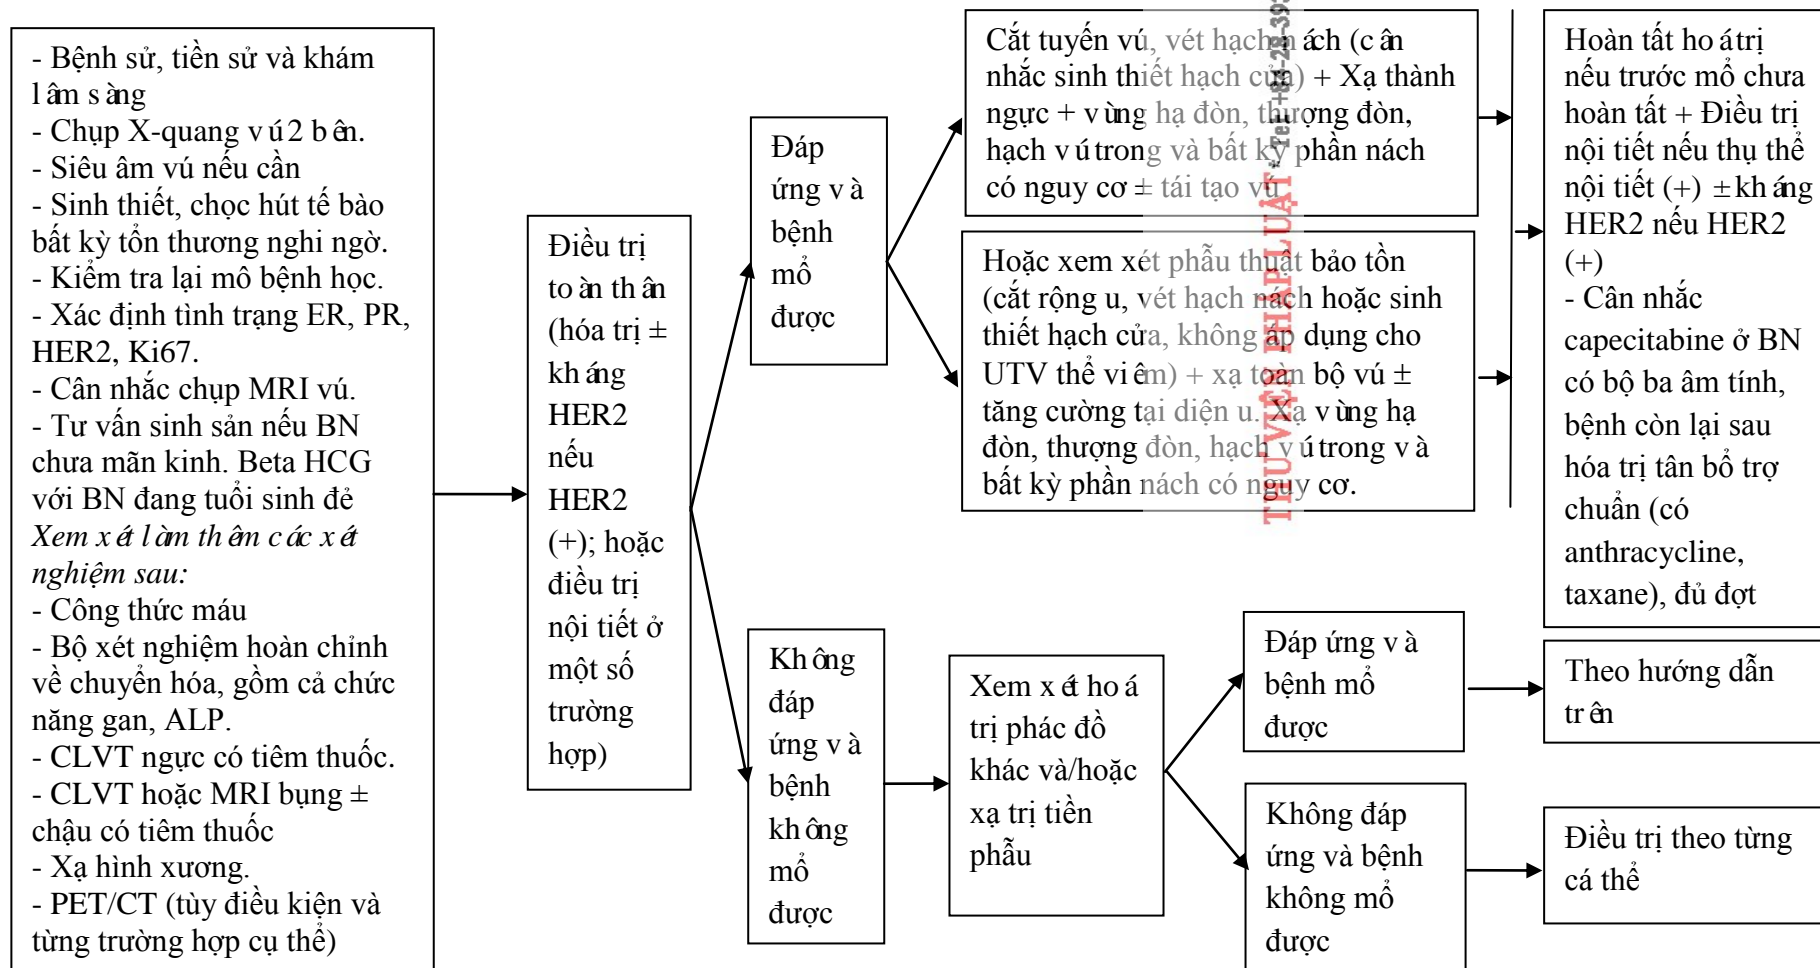 - Bệnh sử, tiền sử và khám
lâm sàng
- Chụp X-quang vú 2 bên.
- Siêu âm vú nếu cần
- Sinh thiết, chọc hút tế bào
bất kỳ tổn thương nghi ngờ.
- Kiểm tra lại mô bệnh học.
- Xác định tình trạng ER, PR,
HER2, Ki67.
- Cân nhắc chụp MRI vú.
- Tư vấn sinh sản nếu BN
chưa mãn kinh. Beta HCG
với BN đang tuổi sinh đẻ
Xem xét làm thêm các xét
nghiệm sau:
- Công thức máu
- Bộ xét nghiệm hoàn chỉnh
về chuyển hóa, gồm cả chức
năng gan, ALP.
- CLVT ngực có tiêm thuốc.
- CLVT hoặc MRI bụng ±
chậu có tiêm thuốc
- Xạ hình xương.
- PET/CT (tùy điều kiện và
từng trường hợp cụ thể)
Điều trị
toàn thân
(hóa trị ±
kháng
HER2
nếu
HER2
(+); hoặc
điều trị
nội tiết ở
một số
trường
hợp)
Đáp
ứng và
bệnh
mổ
được
Cắt tuyến vú, vét hạch nách (cân
nhắc sinh thiết hạch cửa) + Xạ thành
ngực + vùng hạ đòn, thượng đòn,
hạch vú trong và bất kỳ phần nách
có nguy cơ ± tái tạo vú
Hoặc xem xét phẫu thuật bảo tồn
(cắt rộng u, vét hạch nách hoặc sinh
thiết hạch cửa, không áp dụng cho
UTV thể viêm) + xạ toàn bộ vú ±
tăng cường tại diện u. Xạ vùng hạ
đòn, thượng đòn, hạch vú trong và
bất kỳ phần nách có nguy cơ.
Hoàn tất hoá trị
nếu trước mổ chưa
hoàn tất + Điều trị
nội tiết nếu thụ thể
nội tiết (+) ± kháng
HER2 nếu HER2
(+)
- Cân nhắc
capecitabine ở BN
có bộ ba âm tính,
bệnh còn lại sau
hóa trị tân bổ trợ
chuẩn (có
anthracycline,
taxane), đủ đợt
Không
đáp
ứng và
bệnh
không
mổ
được
Xem xét hoá
trị phác đồ
khác và/hoặc
xạ trị tiền
phẫu
Đáp ứng và
bệnh mổ
được
Theo hướng dẫn
trên
Không đáp
ứng và bệnh
không mổ
được
Điều trị theo từng
cá thể
THƯ VIỆN PHÁP LUẬT * Tel: +84-28-393